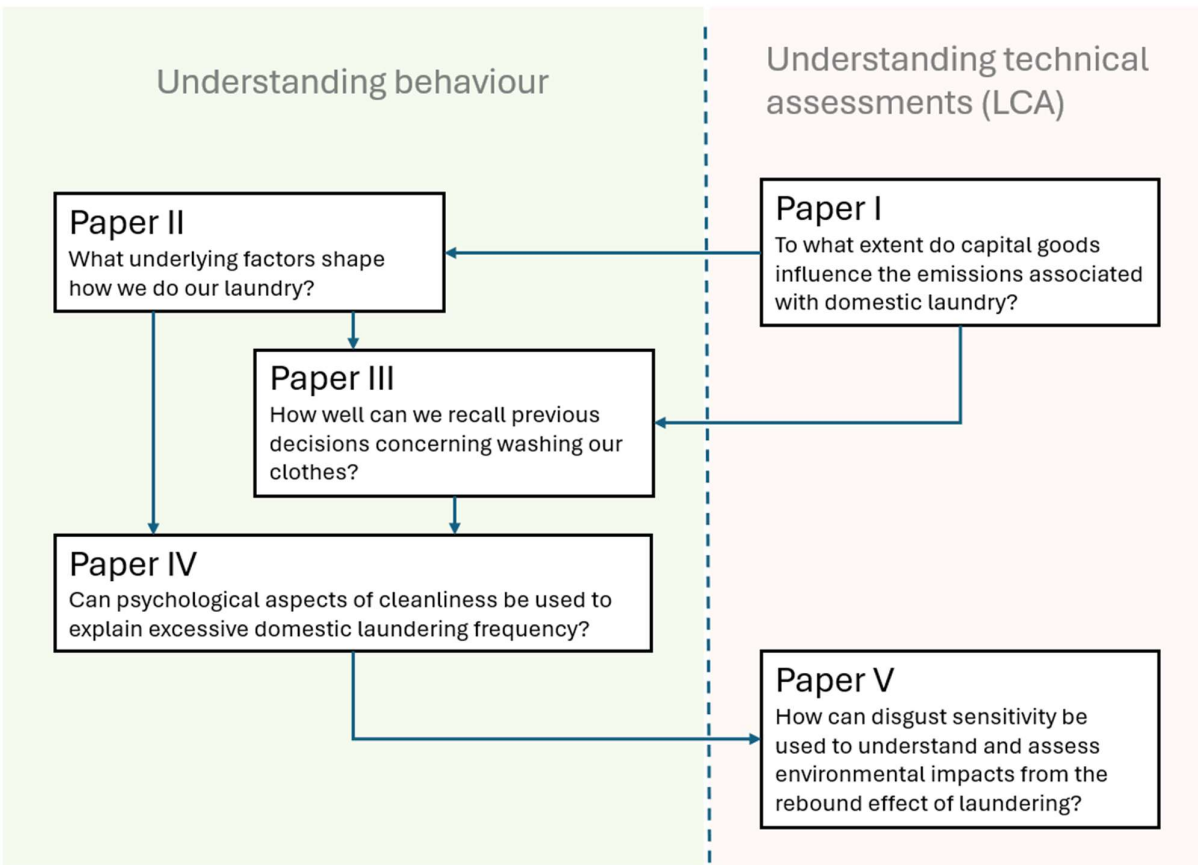 Understanding behaviour
Understanding technical
assessments (LCA)
Paper II
What underlying factors shape
how we do our laundry?
Paper I
To what extent do capital goods
influence the emissions associated
with domestic laundry?
Paper III
How well can we recall previous
decisions concerning washing our
clothes?
Paper IV
Can psychological aspects of cleanliness be used to
explain excessive domestic laundering frequency?
Paper V
How can disgust sensitivity be
used to understand and assess
environmental impacts from the
rebound effect of laundering?